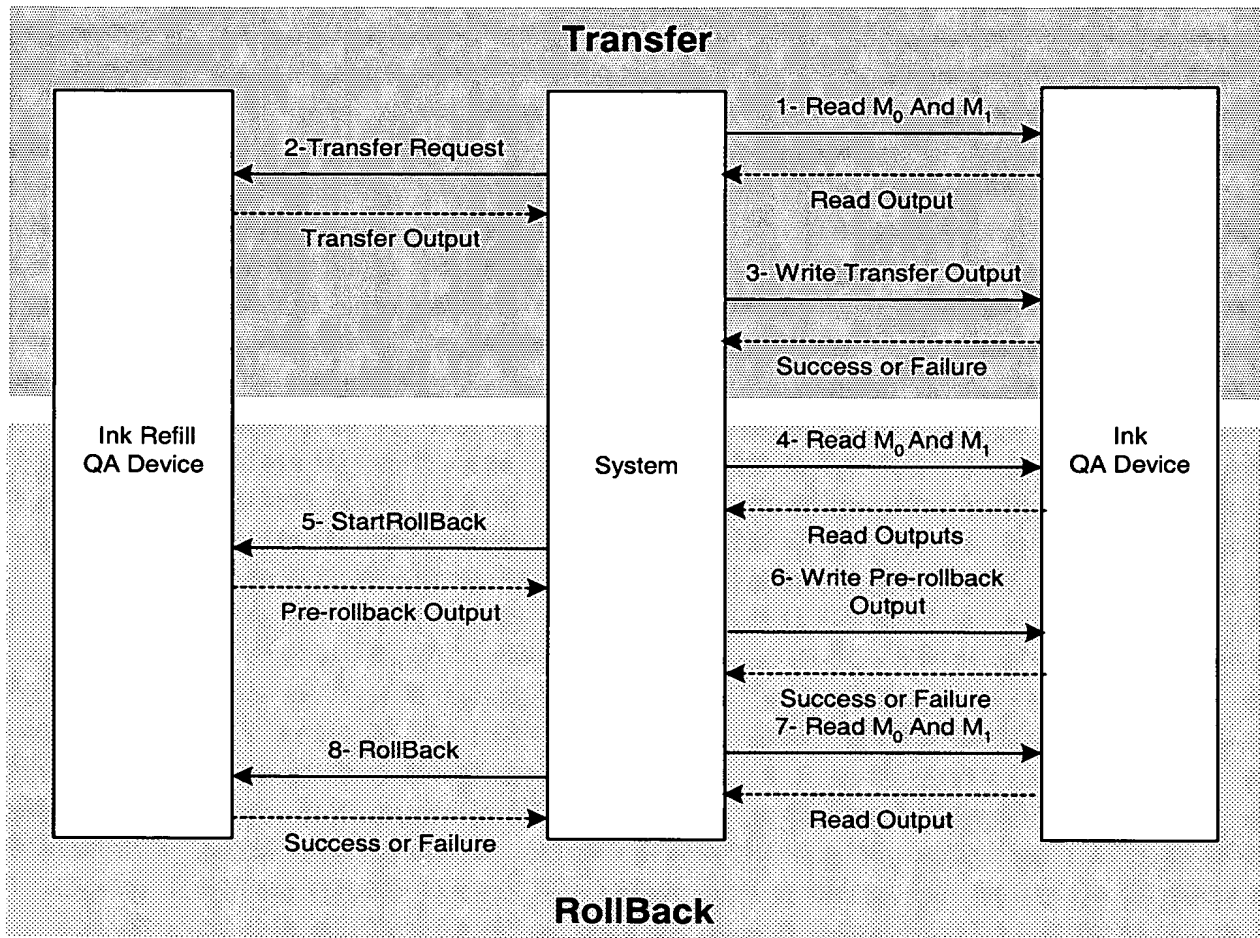 Transfer
1- Read M₀ And M₁
2-Transfer Request
Read Output
Transfer Output
3- Write Transfer Output
Success or Failure
Ink Refill
QA Device
System
Ink
QA Device
4- Read M₀ And M₁
Read Outputs
5- StartRollBack
Pre-rollback Output
6- Write Pre-rollback
Output
Success or Failure
7- Read M₀ And M₁
8- RollBack
Read Output
Success or Failure
RollBack